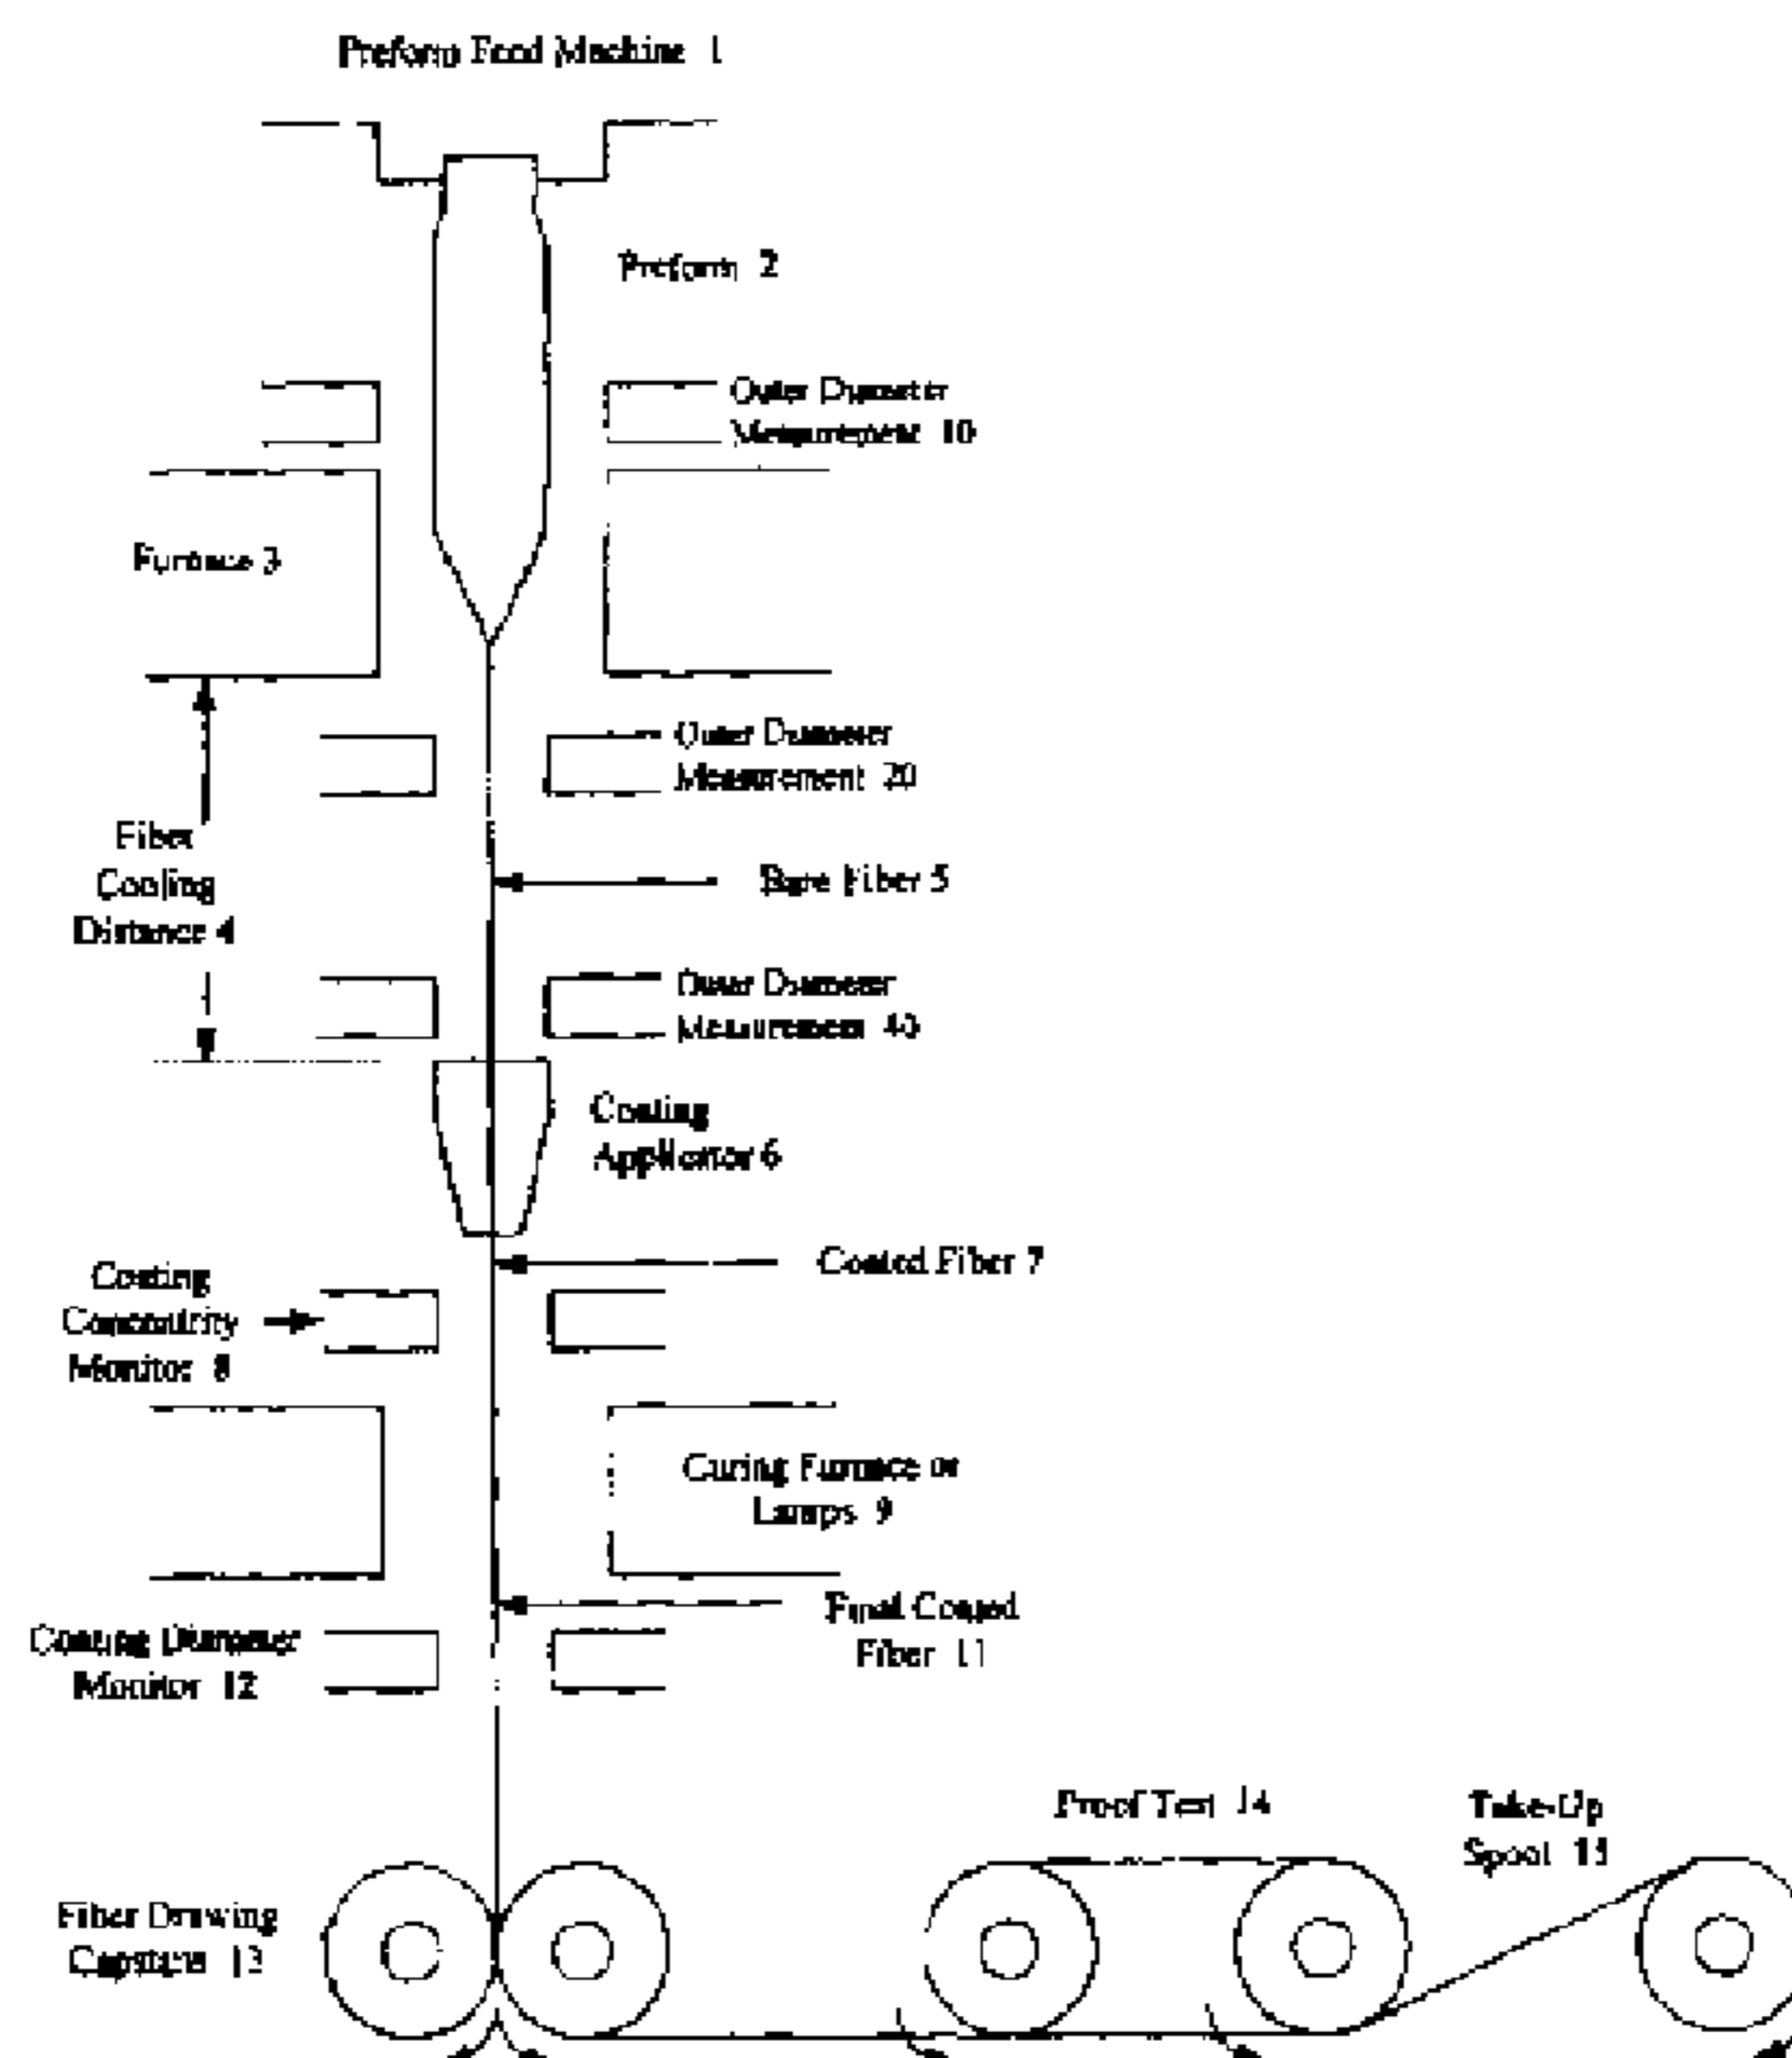 Preform Feed Machine 1
Preform 2
Outer Diameter
Measurement 10
Furnace 3
Outer Diameter
Measurement 20
Fiber
Cooling
Distance 4
Bare Fiber 5
Outer Diameter
Measurement
Coating
Applicator 6
Coated Fiber 7
Coating
Concentricity
Monitor 8
Curing Furnace or
Lamps 9
Final Coated
Fiber 11
Coating Diameter
Monitor 12
Proof Test 14
Take-Up
Spool 15
Fiber Drawing
Capstans 13